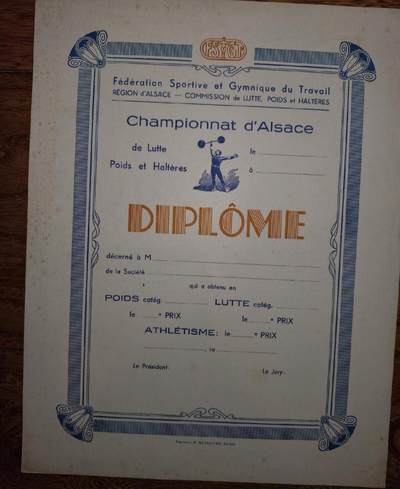 FSGT
Fédération Sportive et Gymnique du Travail
RÉGION d'ALSACE — COMMISSION de LUTTE, POIDS et HALTÈRES
Championnat d'Alsace
de Lutte
le
Poids et Haltères
à
DIPLÔME
décerné à M
de la Société
qui a obtenu en
POIDS catég.
LUTTE catég.
le e PRIX
le e PRIX
ATHLÉTISME: le e PRIX
, le
Le Président:
Le Jury: